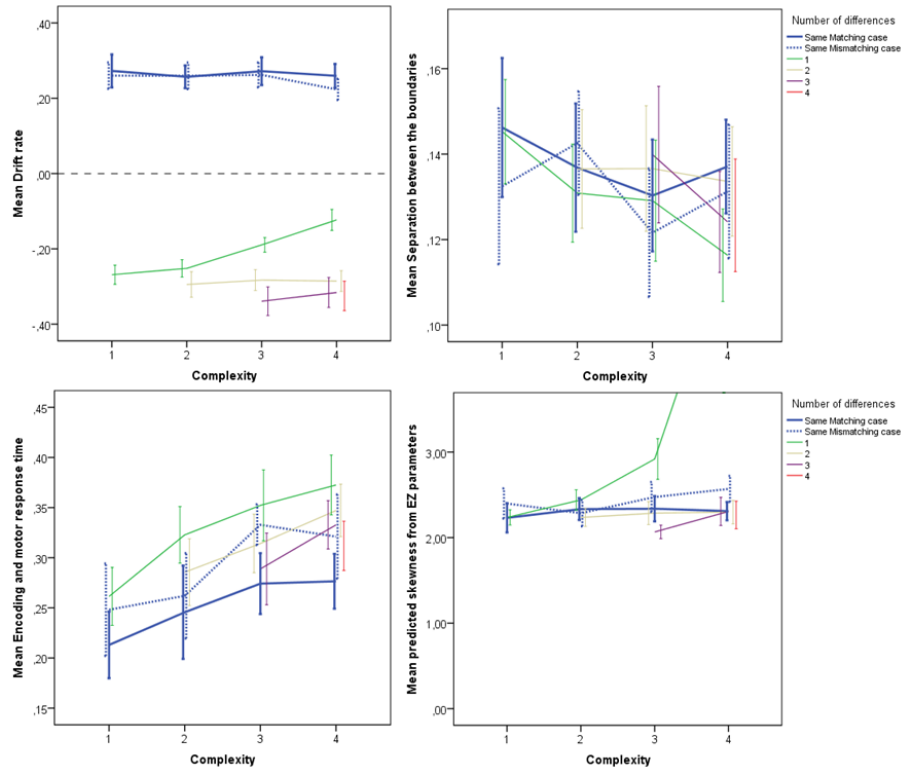 Mean Drift rate
,40
,20
,00
-,20
-,40
1 2 3 4
Complexity
Mean Separation between the boundaries
,16
,14
,12
,10
1 2 3 4
Complexity
Number of differences
Same Matching case
Same Mismatching case
1
2
3
4
Mean Encoding and motor response time
,45
,40
,35
,30
,25
,20
,15
1 2 3 4
Complexity
Mean predicted skewness from EZ parameters
3,00
2,00
1,00
,00
1 2 3 4
Complexity
Number of differences
Same Matching case
Same Mismatching case
1
2
3
4